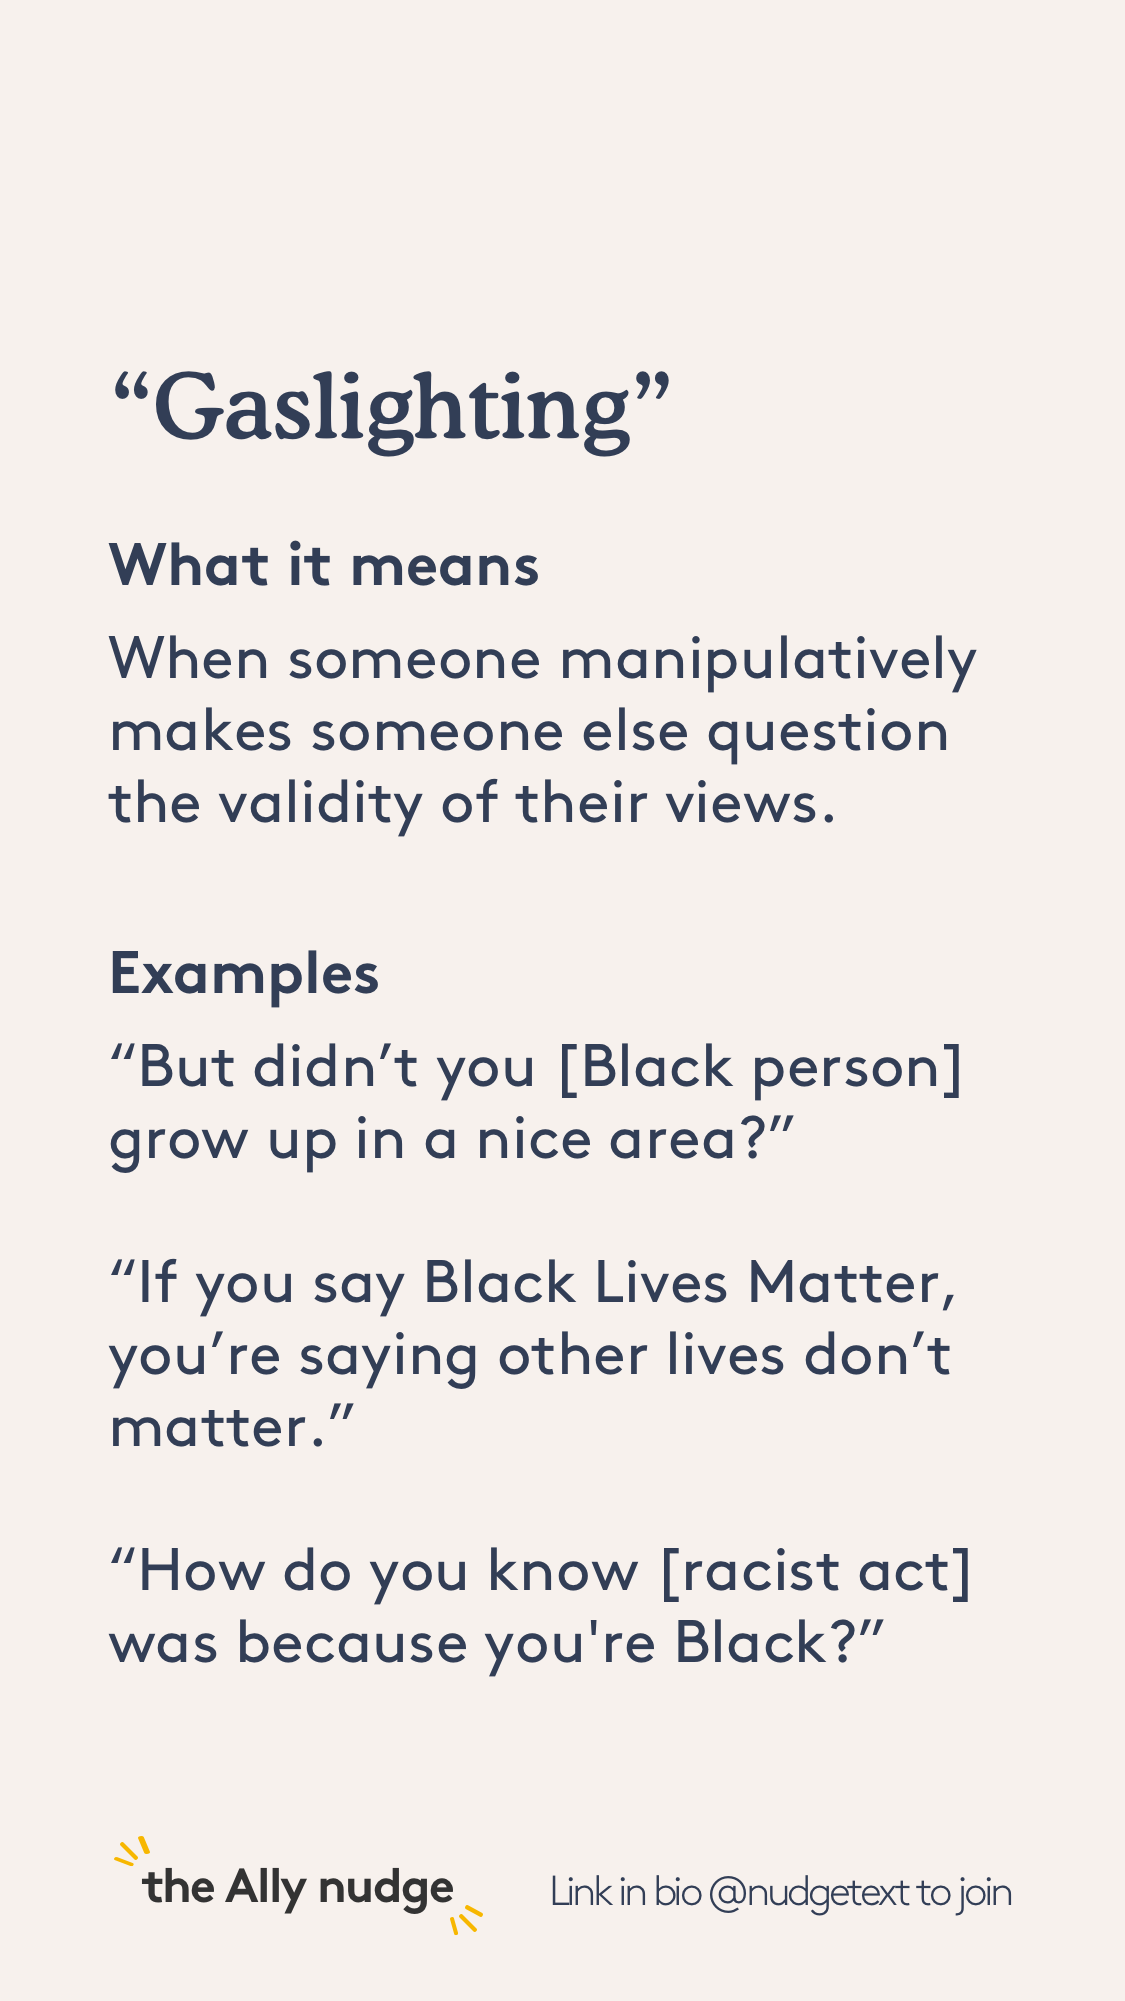 “Gaslighting”
What it means
When someone manipulatively
makes someone else question
the validity of their views.
Examples
“But didn’t you [Black person]
grow up in a nice area?”
“If you say Black Lives Matter,
you’re saying other lives don’t
matter.”
“How do you know [racist act]
was because you're Black?”
the Ally nudge
Link in bio @nudgetext to join